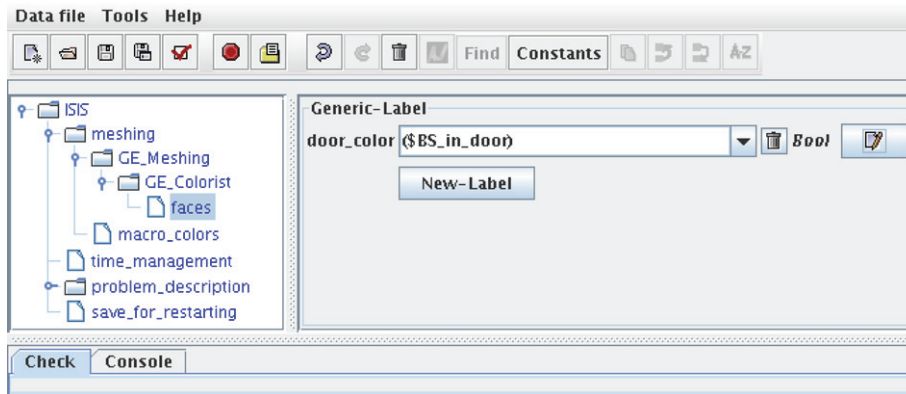 Data file Tools Help
Find Constants A-Z
ISIS
meshing
GE_Meshing
GE_Colorist
faces
macro_colors
time_management
problem_description
save_for_restarting
Generic-Label
door_color ($BS_in_door) Bool
New-Label
Check Console